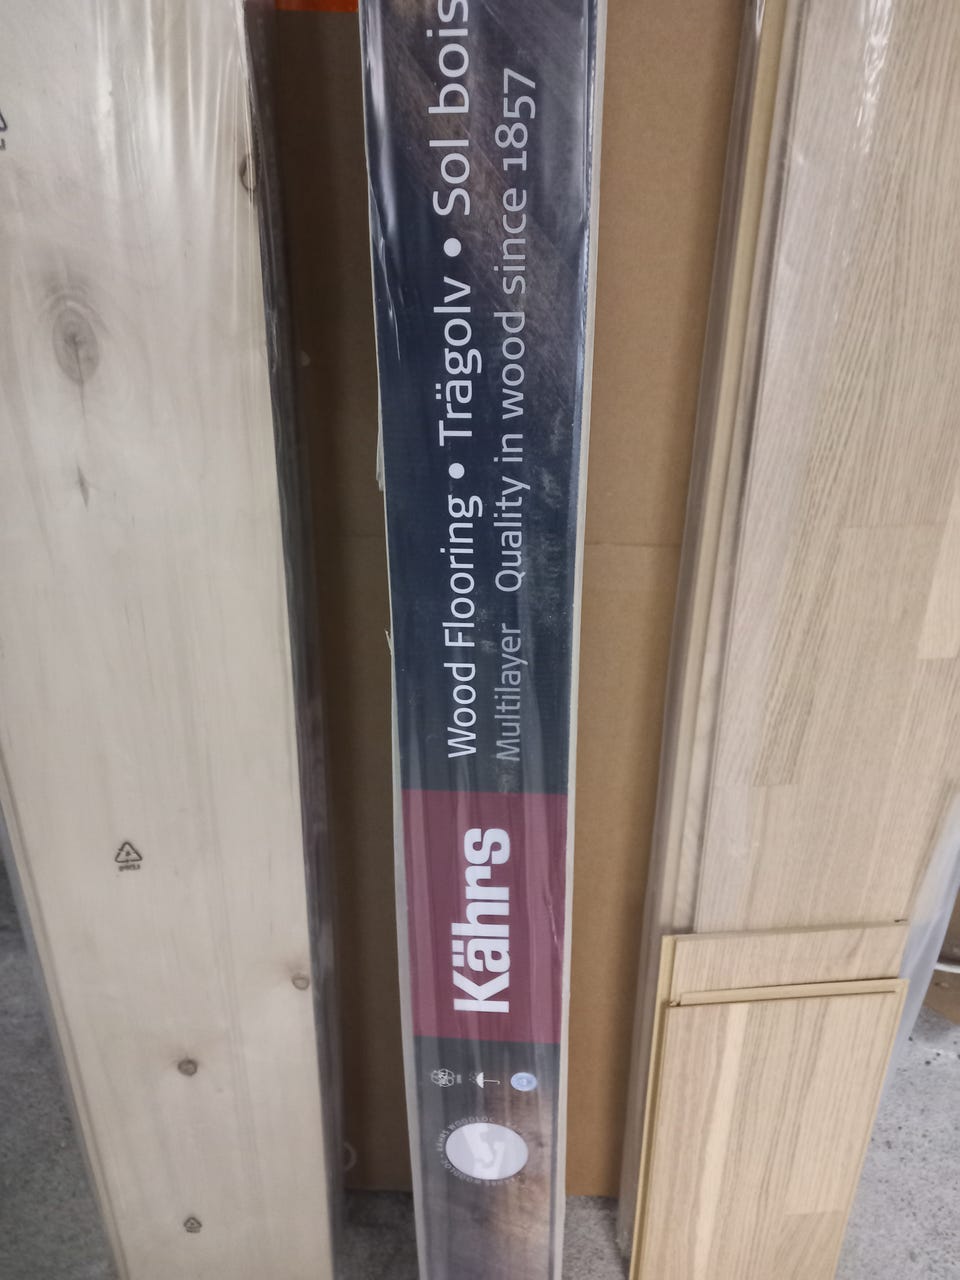 Wood Flooring • Trägolv • Sol bois
Multilayer Quality in wood since 1857
Kährs